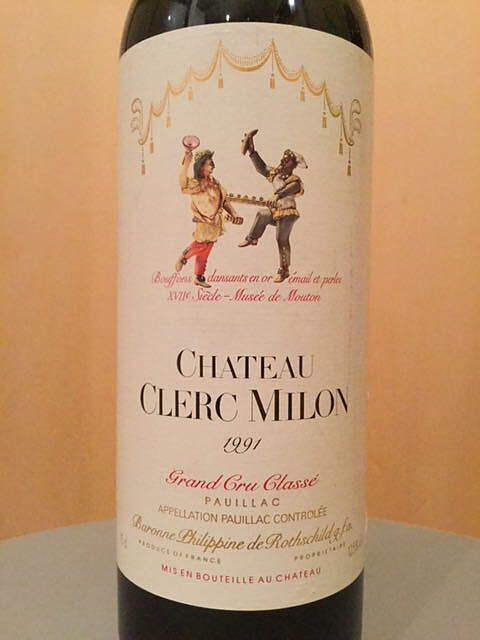 Bouffons dansants en or émail et perles
XVIIe Siècle - Musée de Mouton
CHATEAU
CLERC MILON
1991
Grand Cru Classé
PAUILLAC
APPELLATION PAUILLAC CONTROLÉE
Baronne Philippine de Rothschild g.f.a.
PRODUCE OF FRANCE PROPRIETAIRE
MIS EN BOUTEILLE AU CHATEAU